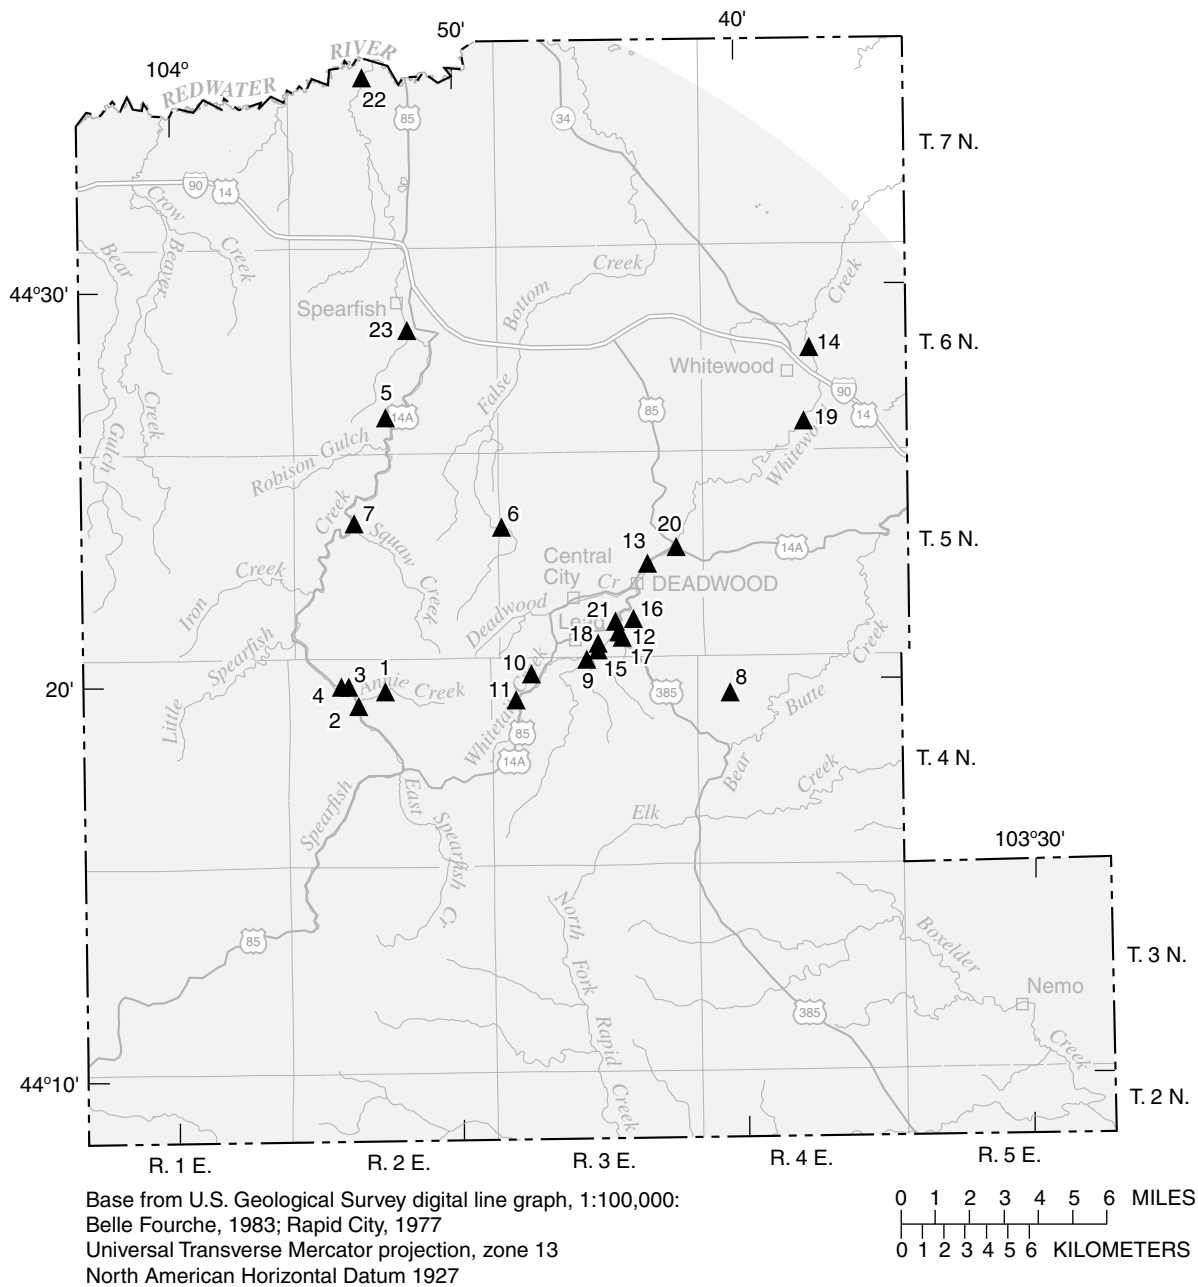 50'
40'
104°
RIVER
REDWATER
22
85
34
T. 7 N.
90
14
Crow
Creek
Beaver
Bear
Creek
Creek
Bottom
Creek
44°30'
Spearfish
23
14
T. 6 N.
Whitewood
90
14
5
14A
85
19
False
Creek
Gulch
Robison Gulch
Whitewood
7
6
20
Creek
Squaw
Creek
13
14A
T. 5 N.
Central
City
Cr
DEADWOOD
Creek
Iron
Deadwood
21
16
Lead
18
12
17
Creek
Spearfish
Little
10
15
9
3
1
4
Annie Creek
11
8
20'
2
385
Butte
Whitetail Creek
85
14A
Bear
Creek
T. 4 N.
East
Spearfish
Cr
Spearfish
Elk
103°30'
North
Fork
Rapid
Creek
Boxelder
Creek
85
T. 3 N.
Nemo
385
44°10'
T. 2 N.
R. 1 E.
R. 2 E.
R. 3 E.
R. 4 E.
R. 5 E.
Base from U.S. Geological Survey digital line graph, 1:100,000:
Belle Fourche, 1983; Rapid City, 1977
Universal Transverse Mercator projection, zone 13
North American Horizontal Datum 1927
0 1 2 3 4 5 6 MILES
0 1 2 3 4 5 6 KILOMETERS